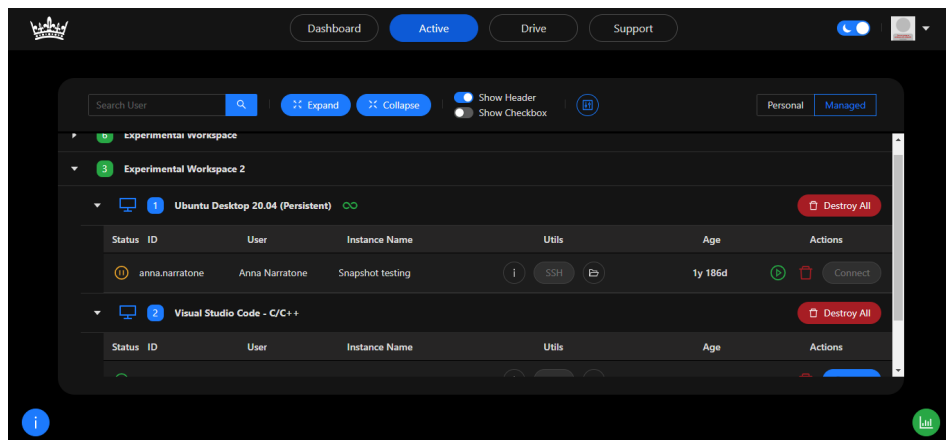 Dashboard Active Drive Support
Search User Expand Collapse Show Header
Show Checkbox
Personal Managed
6 Experimental Workspace
3 Experimental Workspace 2
1 Ubuntu Desktop 20.04 (Persistent) Destroy All
Status ID User Instance Name Utils Age Actions
anna.narratone Anna Narratone Snapshot testing i SSH 1y 186d Connect
2 Visual Studio Code - C/C++ Destroy All
Status ID User Instance Name Utils Age Actions
i